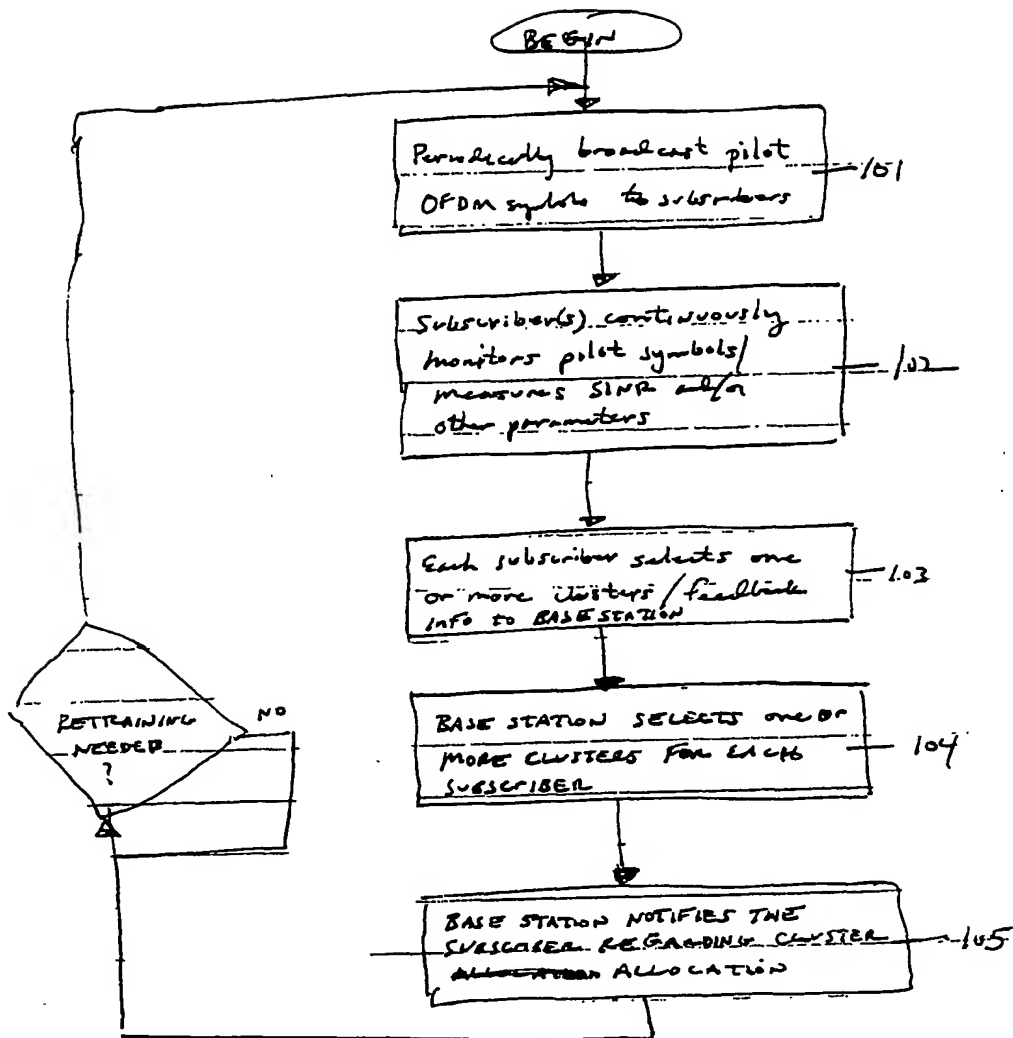 BEGIN
Periodically broadcast pilot
OFDM symbols to subscribers
101
Subscriber(s) continuously
monitors pilot symbols/
measures SINR and/or
other parameters
102
Each subscriber selects one
or more clusters/feedback
info to BASE STATION
103
BASE STATION SELECTS one or
MORE CLUSTERS FOR EACH
SUBSCRIBER
104
BASE STATION NOTIFIES THE
SUBSCRIBER REGARDING CLUSTER
ALLOCATION
105
RETRAINING
NEEDED
?
NO